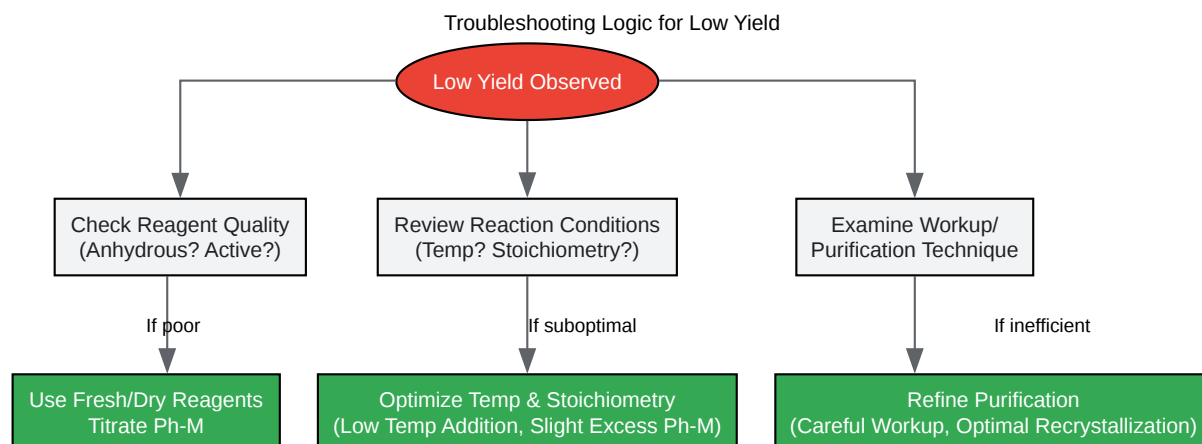 Troubleshooting Logic for Low Yield
Low Yield Observed
Check Reagent Quality
(Anhydrous? Active?)
Review Reaction Conditions
(Temp? Stoichiometry?)
Examine Workup/
Purification Technique
If poor
If suboptimal
If inefficient
Use Fresh/Dry Reagents
Titrate Ph-M
Optimize Temp & Stoichiometry
(Low Temp Addition, Slight Excess Ph-M)
Refine Purification
(Careful Workup, Optimal Recrystallization)